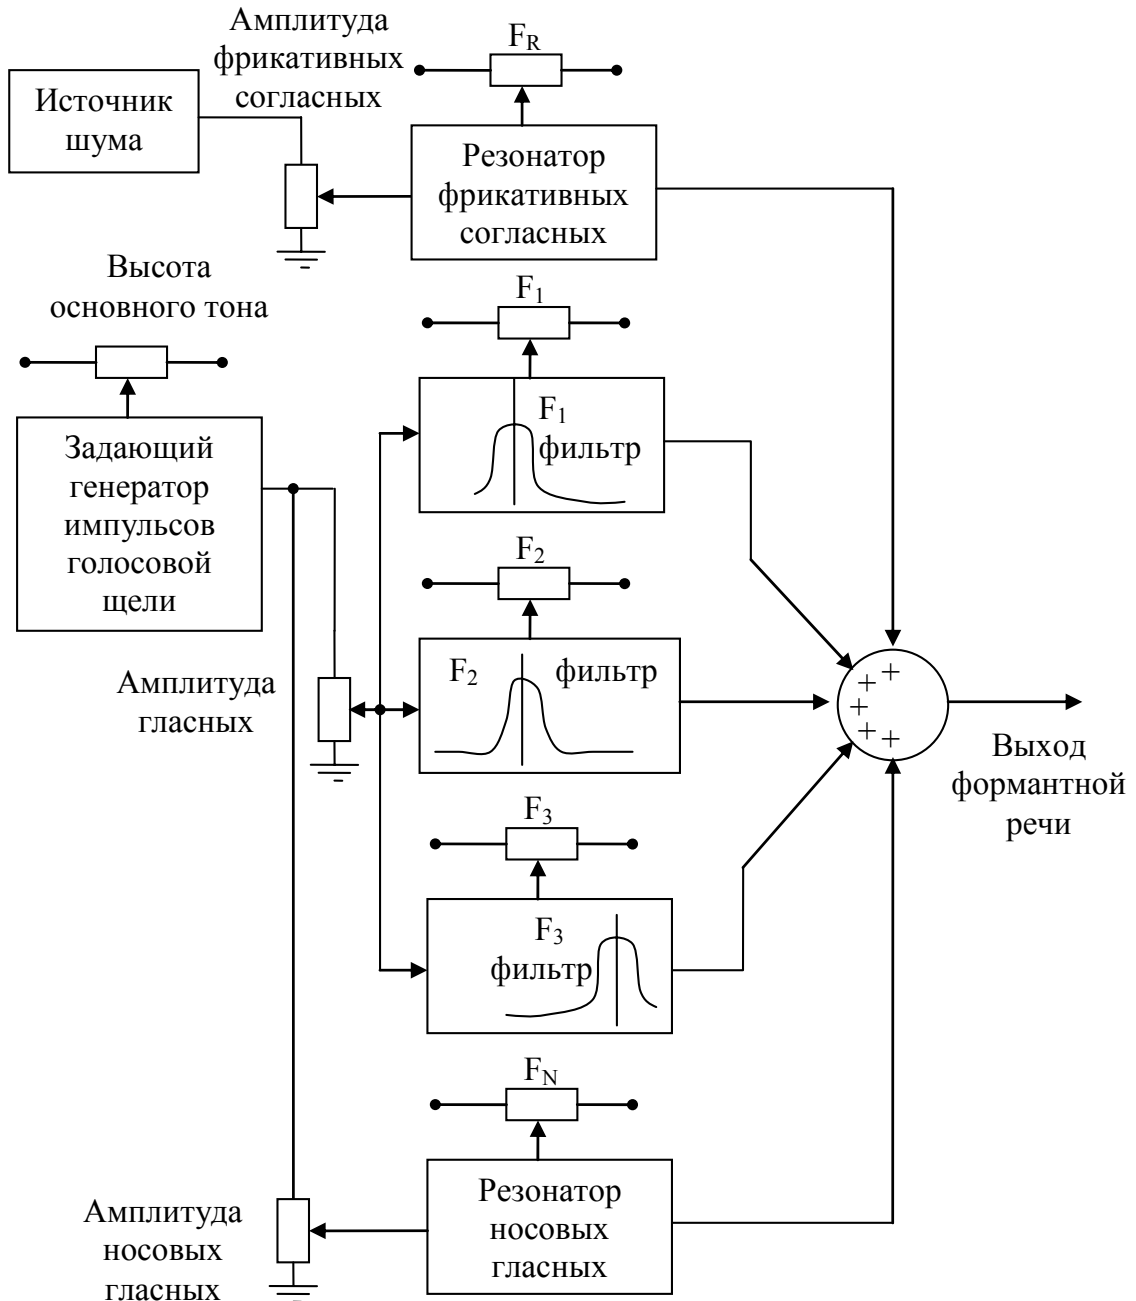 Амплитуда
фрикативных
согласных
F_R
Источник
шума
Резонатор
фрикативных
согласных
Высота
основного тона
F_1
F_1
фильтр
Задающий
генератор
импульсов
голосовой
щели
F_2
F_2 фильтр
Амплитуда
гласных
+
+
+
+
+
Выход
формантной
речи
F_3
F_3
фильтр
F_N
Резонатор
носовых
гласных
Амплитуда
носовых
гласных